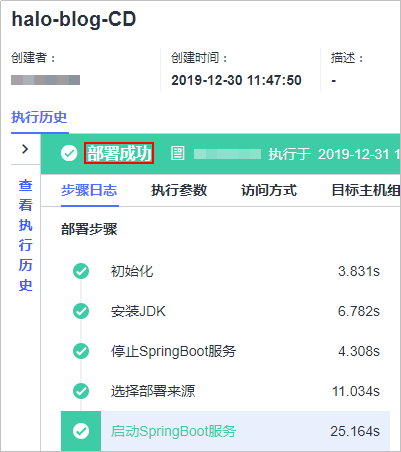 halo-blog-CD
创建者： 创建时间： 描述：
2019-12-30 11:47:50 -
执行历史
部署成功 执行于 2019-12-31 1
查看执行历史
步骤日志 执行参数 访问方式 目标主机组
部署步骤
初始化 3.831s
安装JDK 6.782s
停止SpringBoot服务 4.308s
选择部署来源 11.034s
启动SpringBoot服务 25.164s